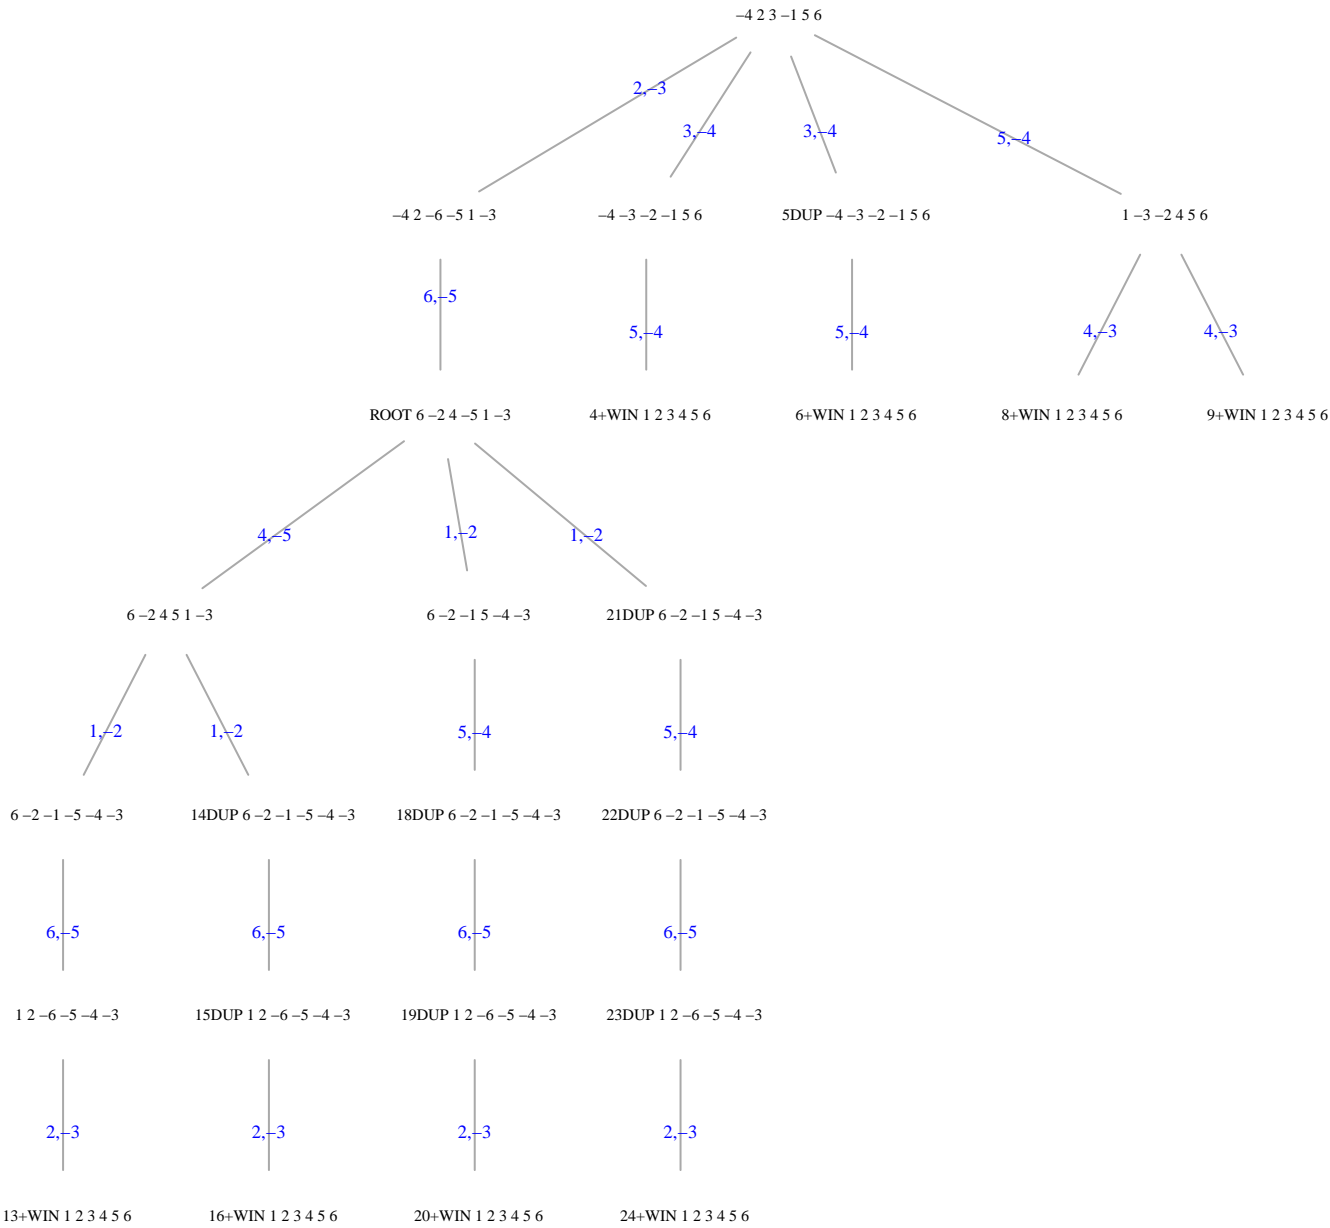 −4 2 3 −1 5 6
2,−3
3,−4
3,−4
5,−4
−4 2 −6 −5 1 −3
−4 −3 −2 −1 5 6
5DUP −4 −3 −2 −1 5 6
1 −3 −2 4 5 6
6,−5
5,−4
5,−4
4,−3
4,−3
ROOT 6 −2 4 −5 1 −3
4+WIN 1 2 3 4 5 6
6+WIN 1 2 3 4 5 6
8+WIN 1 2 3 4 5 6
9+WIN 1 2 3 4 5 6
4,−5
1,−2
1,−2
6 −2 4 5 1 −3
6 −2 −1 5 −4 −3
21DUP 6 −2 −1 5 −4 −3
1,−2
1,−2
5,−4
5,−4
6 −2 −1 −5 −4 −3
14DUP 6 −2 −1 −5 −4 −3
18DUP 6 −2 −1 −5 −4 −3
22DUP 6 −2 −1 −5 −4 −3
6,−5
6,−5
6,−5
6,−5
1 2 −6 −5 −4 −3
15DUP 1 2 −6 −5 −4 −3
19DUP 1 2 −6 −5 −4 −3
23DUP 1 2 −6 −5 −4 −3
2,−3
2,−3
2,−3
2,−3
13+WIN 1 2 3 4 5 6
16+WIN 1 2 3 4 5 6
20+WIN 1 2 3 4 5 6
24+WIN 1 2 3 4 5 6